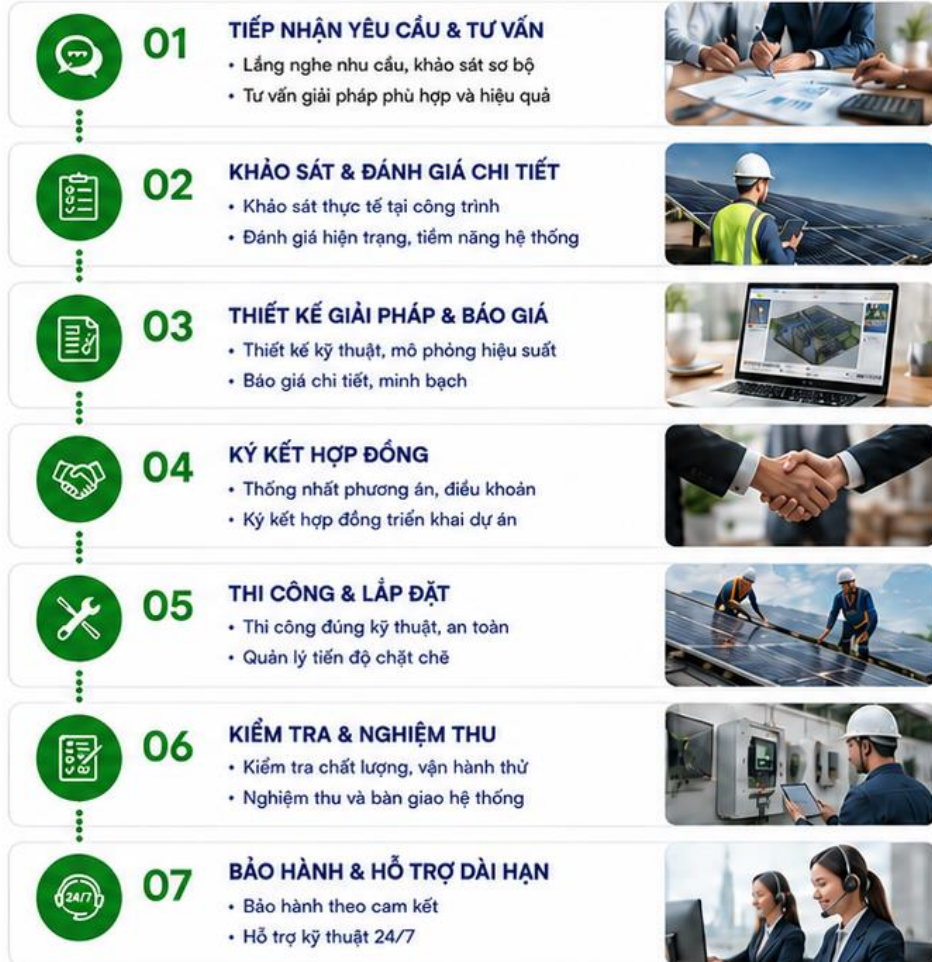 01
TIẾP NHẬN YÊU CẦU & TƯ VẤN
• Lắng nghe nhu cầu, khảo sát sơ bộ
• Tư vấn giải pháp phù hợp và hiệu quả
02
KHẢO SÁT & ĐÁNH GIÁ CHI TIẾT
• Khảo sát thực tế tại công trình
• Đánh giá hiện trạng, tiềm năng hệ thống
03
THIẾT KẾ GIẢI PHÁP & BÁO GIÁ
• Thiết kế kỹ thuật, mô phỏng hiệu suất
• Báo giá chi tiết, minh bạch
04
KÝ KẾT HỢP ĐỒNG
• Thống nhất phương án, điều khoản
• Ký kết hợp đồng triển khai dự án
05
THI CÔNG & LẮP ĐẶT
• Thi công đúng kỹ thuật, an toàn
• Quản lý tiến độ chặt chẽ
06
KIỂM TRA & NGHIỆM THU
• Kiểm tra chất lượng, vận hành thử
• Nghiệm thu và bàn giao hệ thống
24/7
07
BẢO HÀNH & HỖ TRỢ DÀI HẠN
• Bảo hành theo cam kết
• Hỗ trợ kỹ thuật 24/7